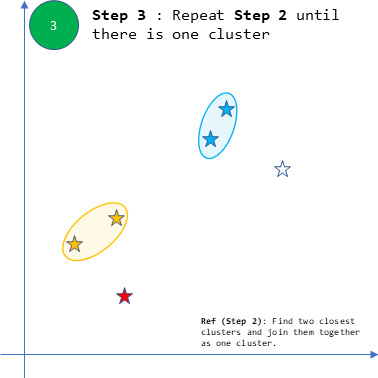 3
Step 3 : Repeat Step 2 until
there is one cluster
Ref (Step 2): Find two closest
clusters and join them together
as one cluster.